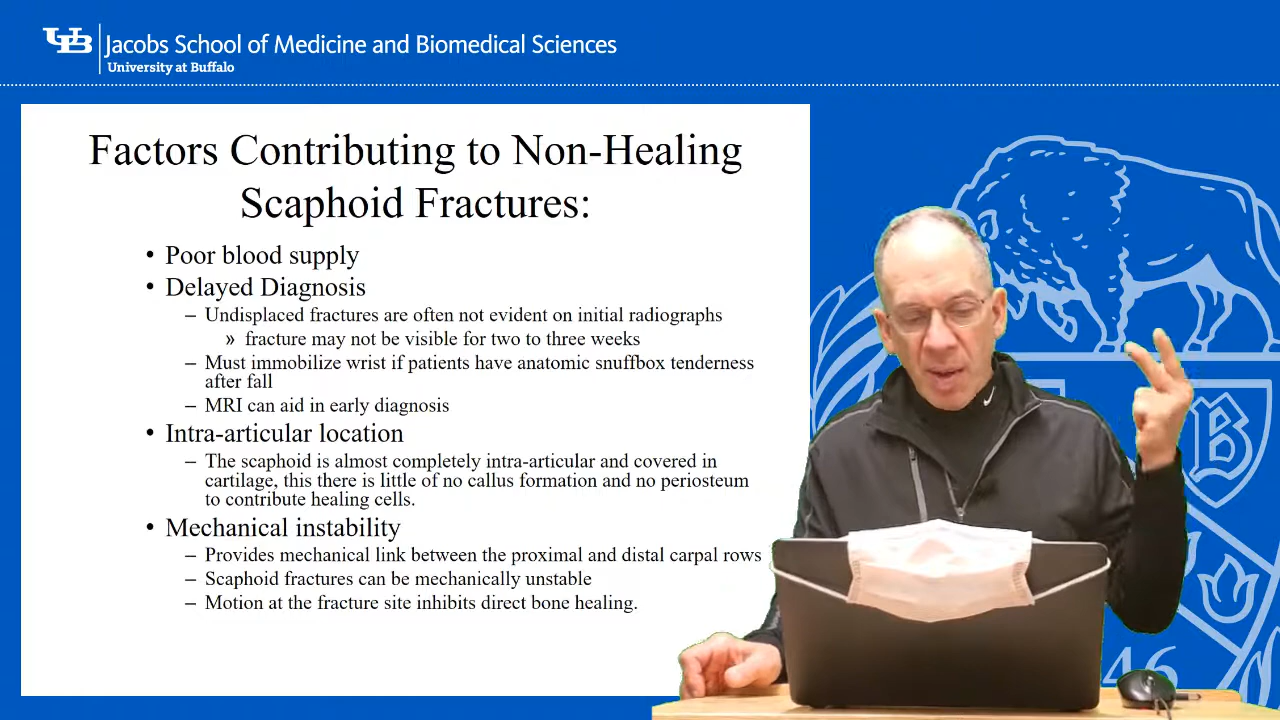 UB Jacobs School of Medicine and Biomedical Sciences
University at Buffalo
Factors Contributing to Non-Healing
Scaphoid Fractures:
• Poor blood supply
• Delayed Diagnosis
– Undisplaced fractures are often not evident on initial radiographs
» fracture may not be visible for two to three weeks
– Must immobilize wrist if patients have anatomic snuffbox tenderness
after fall
– MRI can aid in early diagnosis
• Intra-articular location
– The scaphoid is almost completely intra-articular and covered in
cartilage, this there is little of no callus formation and no periosteum
to contribute healing cells.
• Mechanical instability
– Provides mechanical link between the proximal and distal carpal rows
– Scaphoid fractures can be mechanically unstable
– Motion at the fracture site inhibits direct bone healing.
B
46